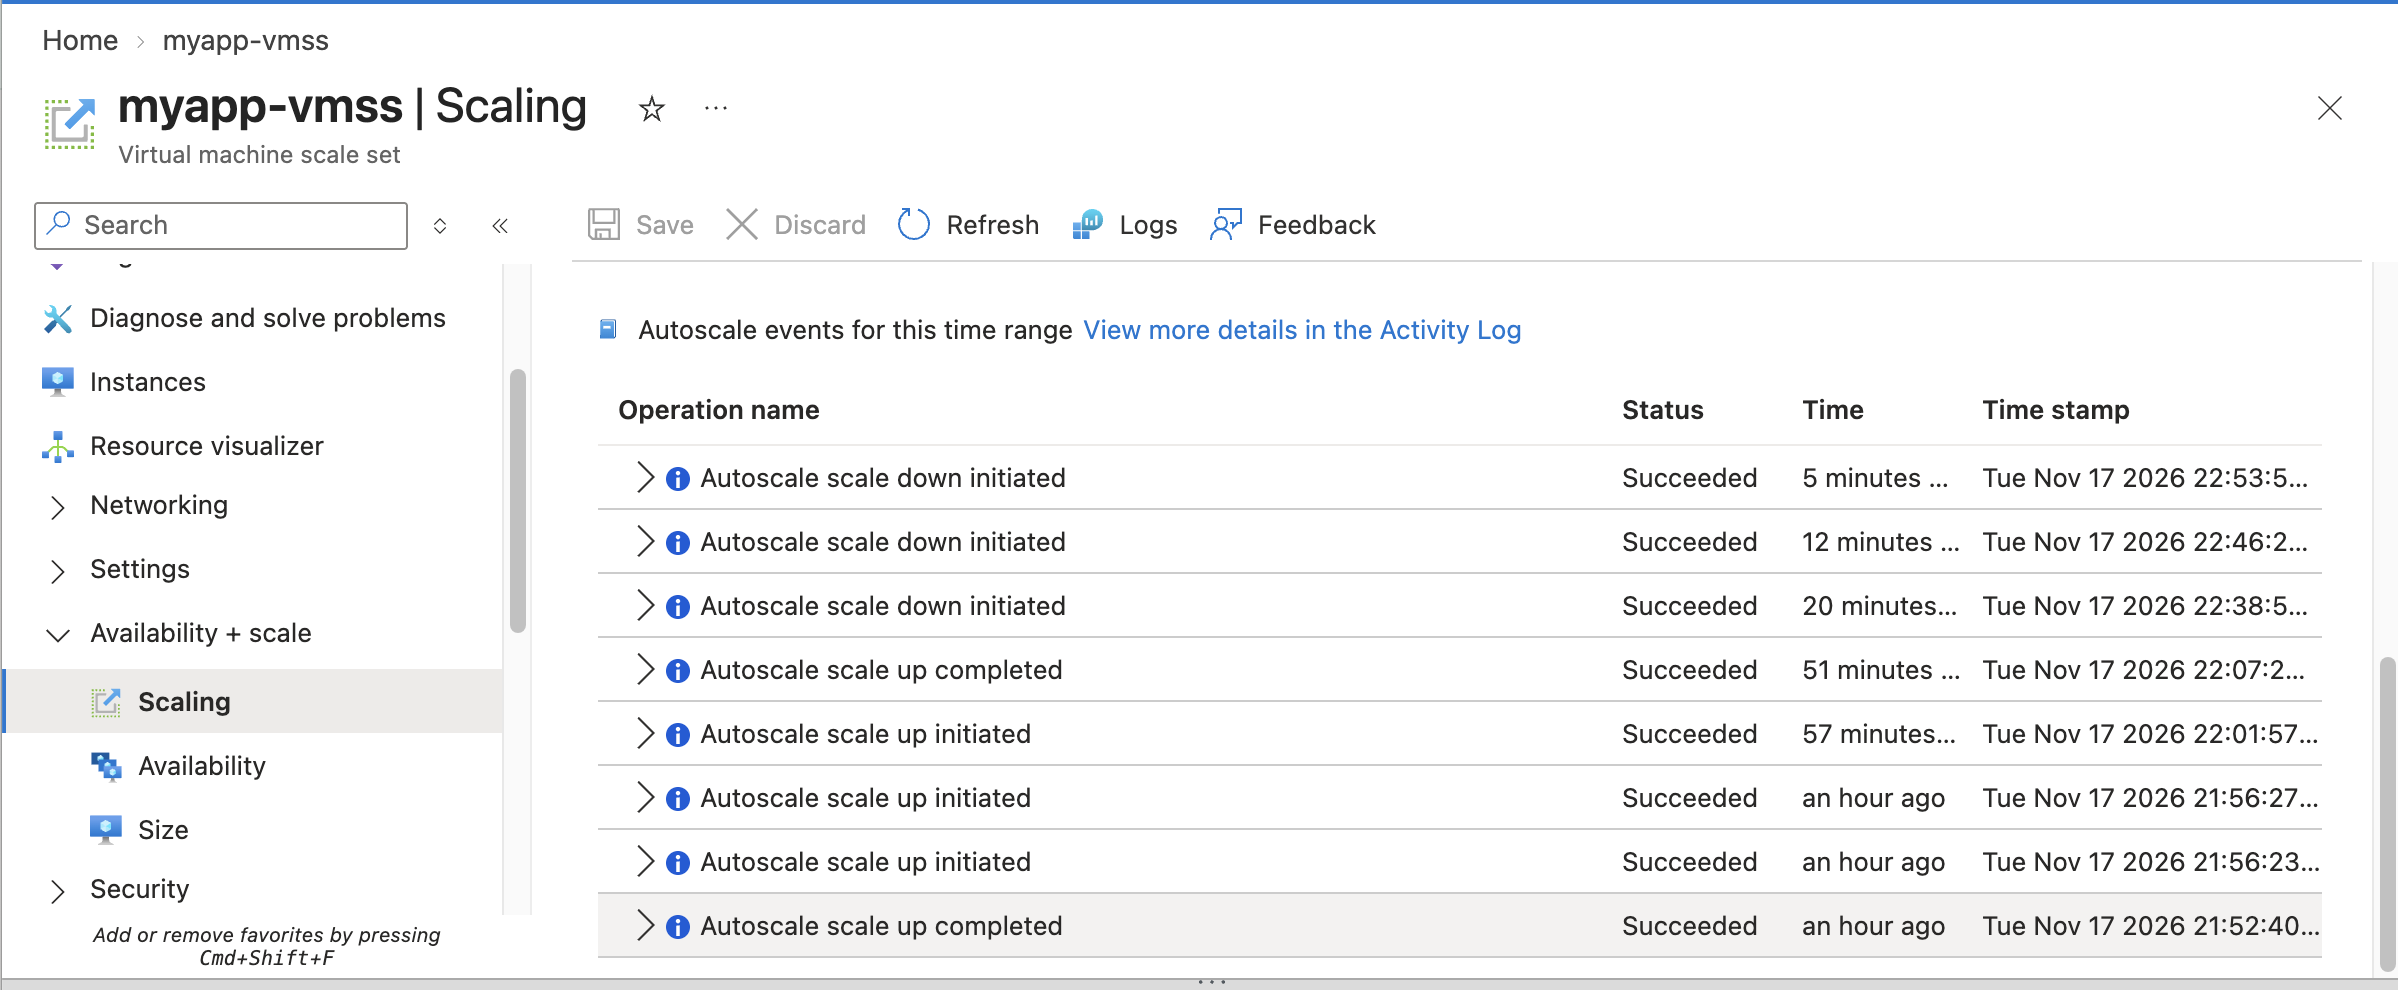 Home > myapp-vmss
myapp-vmss | Scaling ...
Virtual machine scale set
Search
Save Discard Refresh Logs Feedback
Diagnose and solve problems
Instances
Resource visualizer
Networking
Settings
Availability + scale
Scaling
Availability
Size
Security
Add or remove favorites by pressing
Cmd+Shift+F
Autoscale events for this time range View more details in the Activity Log
Operation name Status Time Time stamp
Autoscale scale down initiated Succeeded 5 minutes ... Tue Nov 17 2026 22:53:5...
Autoscale scale down initiated Succeeded 12 minutes ... Tue Nov 17 2026 22:46:2...
Autoscale scale down initiated Succeeded 20 minutes... Tue Nov 17 2026 22:38:5...
Autoscale scale up completed Succeeded 51 minutes ... Tue Nov 17 2026 22:07:2...
Autoscale scale up initiated Succeeded 57 minutes... Tue Nov 17 2026 22:01:57...
Autoscale scale up initiated Succeeded an hour ago Tue Nov 17 2026 21:56:27...
Autoscale scale up initiated Succeeded an hour ago Tue Nov 17 2026 21:56:23...
Autoscale scale up completed Succeeded an hour ago Tue Nov 17 2026 21:52:40...